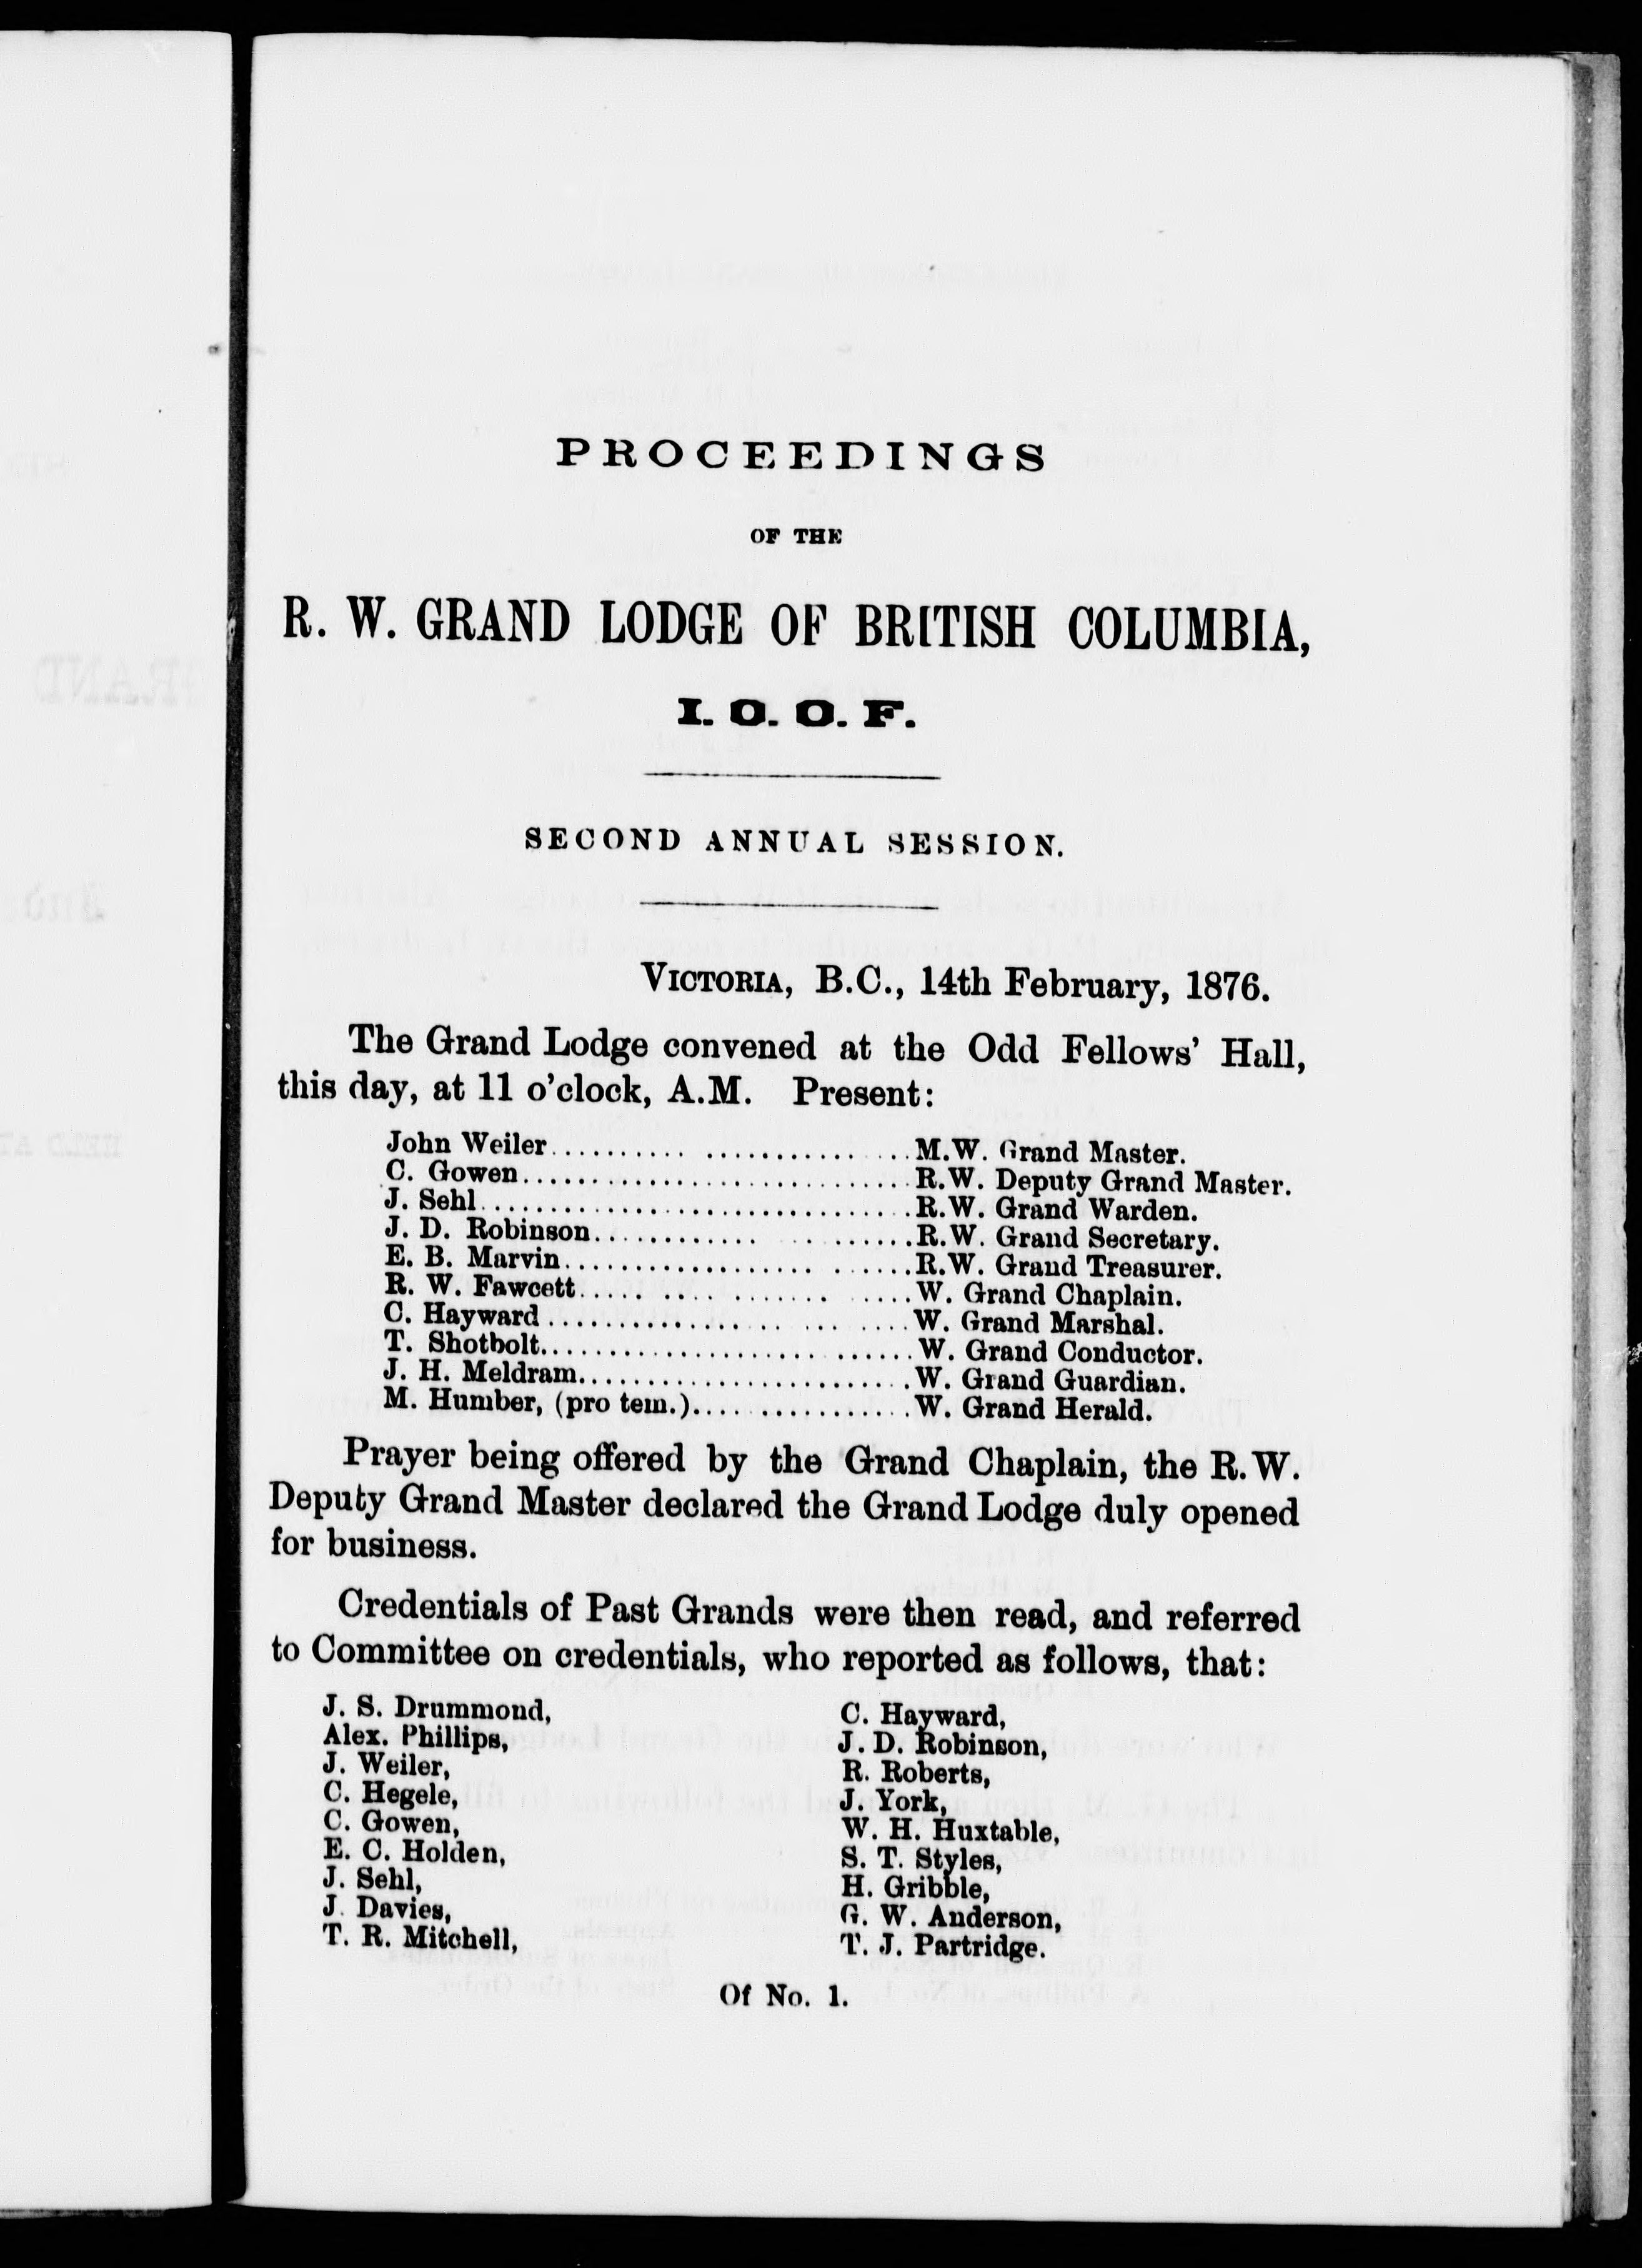 PROCEEDINGS
OF THE
R. W. GRAND LODGE OF BRITISH COLUMBIA,
I. O. O. F.
SECOND ANNUAL SESSION.
VICTORIA, B.C., 14th February, 1876.
The Grand Lodge convened at the Odd Fellows' Hall,
this day, at 11 o'clock, A.M. Present:
John Weiler.......... ...............M.W. Grand Master.
C. Gowen............................R.W. Deputy Grand Master.
J. Sehl...............................R.W. Grand Warden.
J. D. Robinson............ .........R.W. Grand Secretary.
E. B. Marvin.................. ......R.W. Grand Treasurer.
R. W. Fawcett.................. .....W. Grand Chaplain.
C. Hayward ............... ... .....W. Grand Marshal.
T. Shotbolt.................... ......W. Grand Conductor.
J. H. Meldram........................W. Grand Guardian.
M. Humber, (pro tem.)................W. Grand Herald.
Prayer being offered by the Grand Chaplain, the R.W.
Deputy Grand Master declared the Grand Lodge duly opened
for business.
Credentials of Past Grands were then read, and referred
to Committee on credentials, who reported as follows, that:
J. S. Drummond,
Alex. Phillips,
J. Weiler,
C. Hegele,
C. Gowen,
E. C. Holden,
J. Sehl,
J. Davies,
T. R. Mitchell,
C. Hayward,
J. D. Robinson,
R. Roberts,
J. York,
W. H. Huxtable,
S. T. Styles,
H. Gribble,
G. W. Anderson,
T. J. Partridge.
Of No. 1.